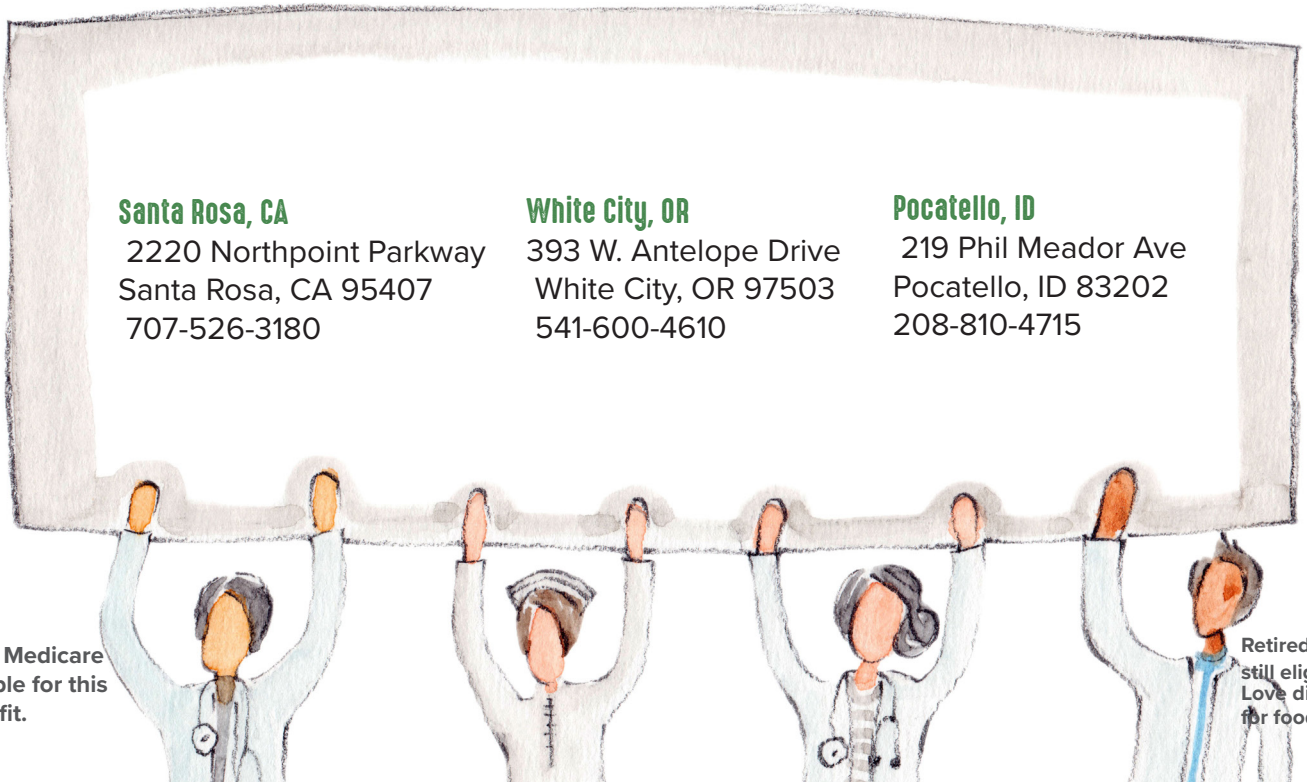 Santa Rosa, CA
2220 Northpoint Parkway
Santa Rosa, CA 95407
707-526-3180
White City, OR
393 W. Antelope Drive
White City, OR 97503
541-600-4610
Pocatello, ID
219 Phil Meador Ave
Pocatello, ID 83202
208-810-4715
Medicare
for this
Retired
still
Love